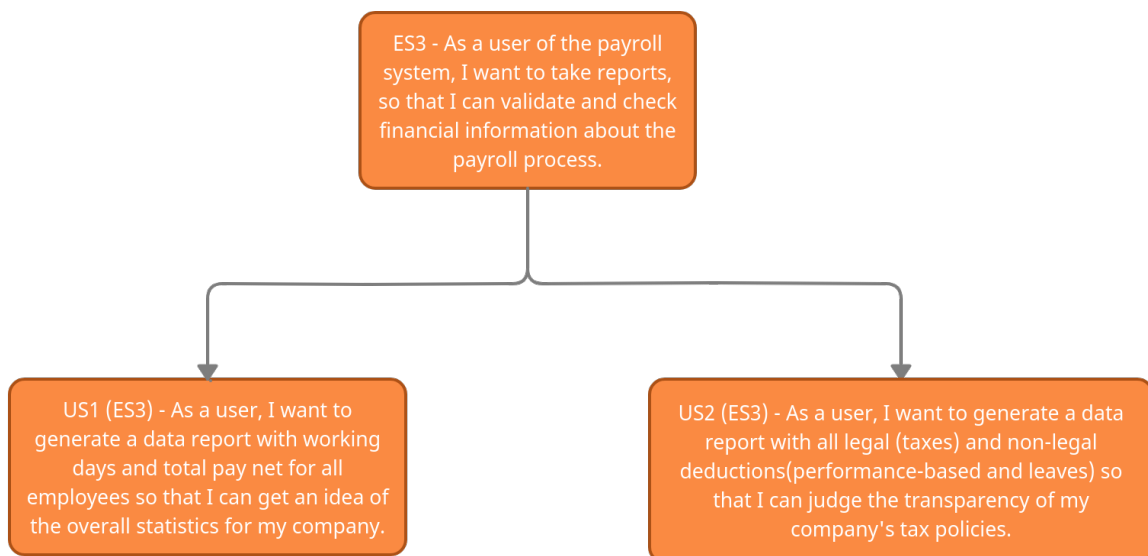 ES3 - As a user of the payroll
system, I want to take reports,
so that I can validate and check
financial information about the
payroll process.
US1 (ES3) - As a user, I want to
generate a data report with working
days and total pay net for all
employees so that I can get an idea of
the overall statistics for my company.
US2 (ES3) - As a user, I want to generate a data
report with all legal (taxes) and non-legal
deductions(performance-based and leaves) so
that I can judge the transparency of my
company's tax policies.